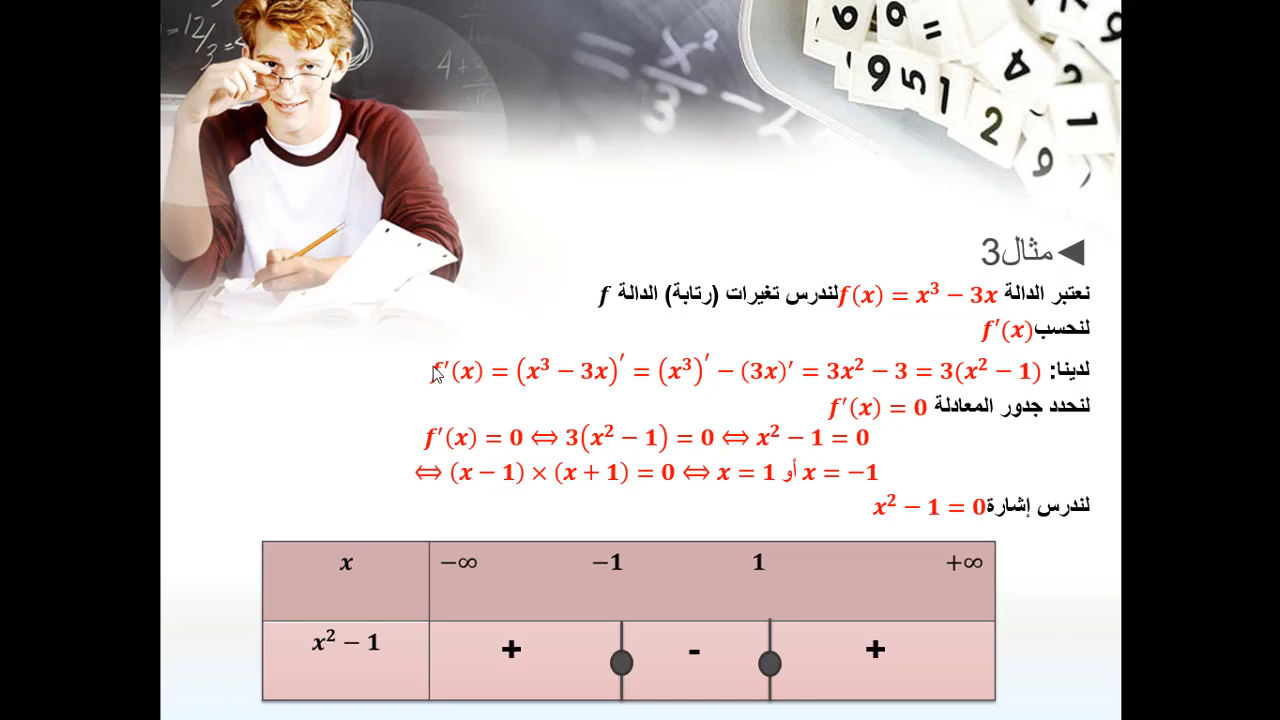 مثال3
نعتبر الدالة f(x) = x³ − 3x لندرس تغيرات (رتابة) الدالة f
لنحسب f′(x)
لدينا: f′(x) = (x³ − 3x)′ = (x³)′ − (3x)′ = 3x² − 3 = 3(x² − 1)
لنحدد جدور المعادلة f′(x) = 0
f′(x) = 0 ⇔ 3(x² − 1) = 0 ⇔ x² − 1 = 0
⇔ (x − 1) × (x + 1) = 0 ⇔ x = 1 أو x = −1
لندرس إشارة x² − 1 = 0
x −∞ −1 1 +∞
x² − 1 + - +